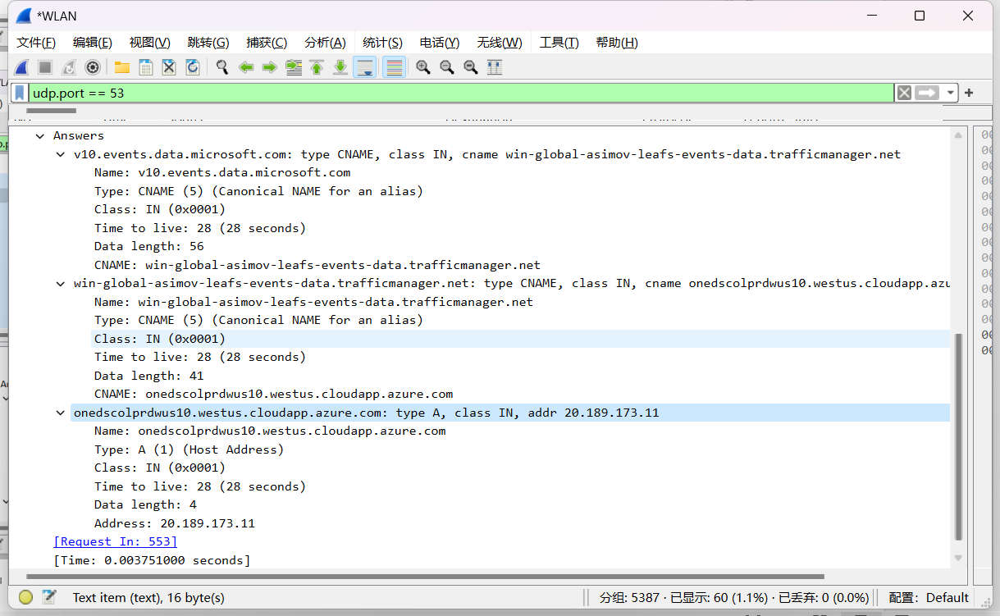 *WLAN
文件(F) 编辑(E) 视图(V) 跳转(G) 捕获(C) 分析(A) 统计(S) 电话(Y) 无线(W) 工具(T) 帮助(H)
udp.port == 53
Answers
v10.events.data.microsoft.com: type CNAME, class IN, cname win-global-asimov-leafs-events-data.trafficmanager.net
Name: v10.events.data.microsoft.com
Type: CNAME (5) (Canonical NAME for an alias)
Class: IN (0x0001)
Time to live: 28 (28 seconds)
Data length: 56
CNAME: win-global-asimov-leafs-events-data.trafficmanager.net
win-global-asimov-leafs-events-data.trafficmanager.net: type CNAME, class IN, cname onedscolprdwus10.westus.cloudapp.azu
Name: win-global-asimov-leafs-events-data.trafficmanager.net
Type: CNAME (5) (Canonical NAME for an alias)
Class: IN (0x0001)
Time to live: 28 (28 seconds)
Data length: 41
CNAME: onedscolprdwus10.westus.cloudapp.azure.com
onedscolprdwus10.westus.cloudapp.azure.com: type A, class IN, addr 20.189.173.11
Name: onedscolprdwus10.westus.cloudapp.azure.com
Type: A (1) (Host Address)
Class: IN (0x0001)
Time to live: 28 (28 seconds)
Data length: 4
Address: 20.189.173.11
[Request In: 553]
[Time: 0.003751000 seconds]
Text item (text), 16 byte(s) 分组: 5387 · 已显示: 60 (1.1%) · 已丢弃: 0 (0.0%) 配置: Default